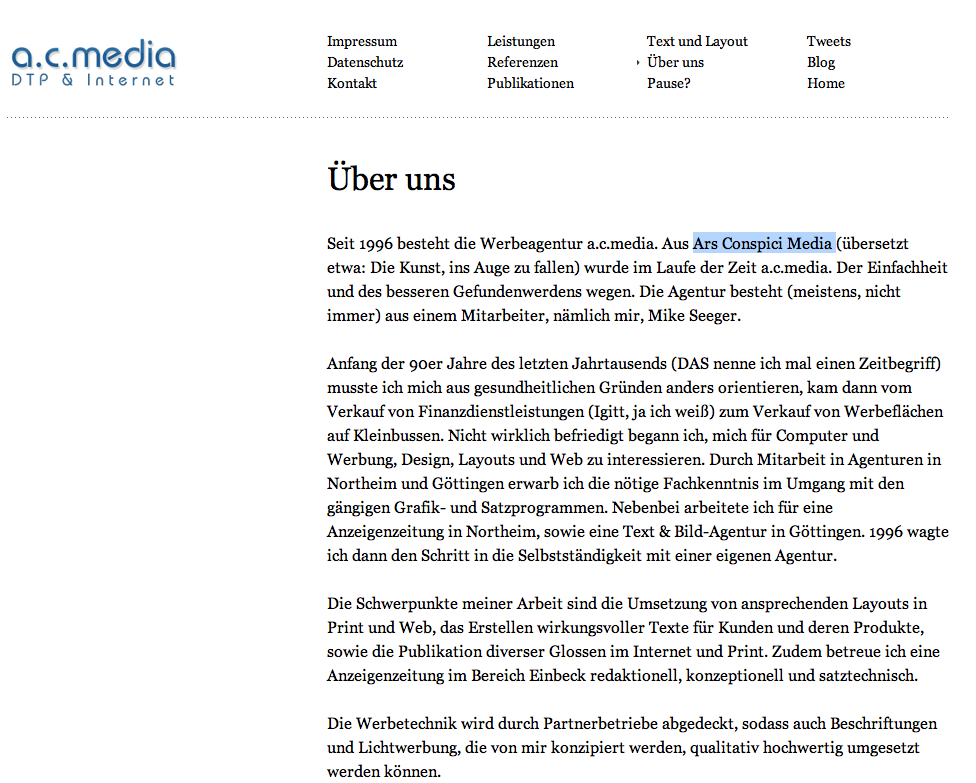 a.c.media
DTP & Internet
Impressum
Datenschutz
Kontakt
Leistungen
Referenzen
Publikationen
Text und Layout
Über uns
Pause?
Tweets
Blog
Home
Über uns
Seit 1996 besteht die Werbeagentur a.c.media. Aus Ars Conspici Media (übersetzt
etwa: Die Kunst, ins Auge zu fallen) wurde im Laufe der Zeit a.c.media. Der Einfachheit
und des besseren Gefundenwerdens wegen. Die Agentur besteht (meistens, nicht
immer) aus einem Mitarbeiter, nämlich mir, Mike Seeger.
Anfang der 90er Jahre des letzten Jahrtausends (DAS nenne ich mal einen Zeitbegriff)
musste ich mich aus gesundheitlichen Gründen anders orientieren, kam dann vom
Verkauf von Finanzdienstleistungen (Igitt, ja ich weiß) zum Verkauf von Werbeflächen
auf Kleinbussen. Nicht wirklich befriedigt begann ich, mich für Computer und
Werbung, Design, Layouts und Web zu interessieren. Durch Mitarbeit in Agenturen in
Northeim und Göttingen erwarb ich die nötige Fachkenntnis im Umgang mit den
gängigen Grafik- und Satzprogrammen. Nebenbei arbeitete ich für eine
Anzeigenzeitung in Northeim, sowie eine Text & Bild-Agentur in Göttingen. 1996 wagte
ich dann den Schritt in die Selbstständigkeit mit einer eigenen Agentur.
Die Schwerpunkte meiner Arbeit sind die Umsetzung von ansprechenden Layouts in
Print und Web, das Erstellen wirkungsvoller Texte für Kunden und deren Produkte,
sowie die Publikation diverser Glossen im Internet und Print. Zudem betreue ich eine
Anzeigenzeitung im Bereich Einbeck redaktionell, konzeptionell und satztechnisch.
Die Werbetechnik wird durch Partnerbetriebe abgedeckt, sodass auch Beschriftungen
und Lichtwerbung, die von mir konzipiert werden, qualitativ hochwertig umgesetzt
werden können.